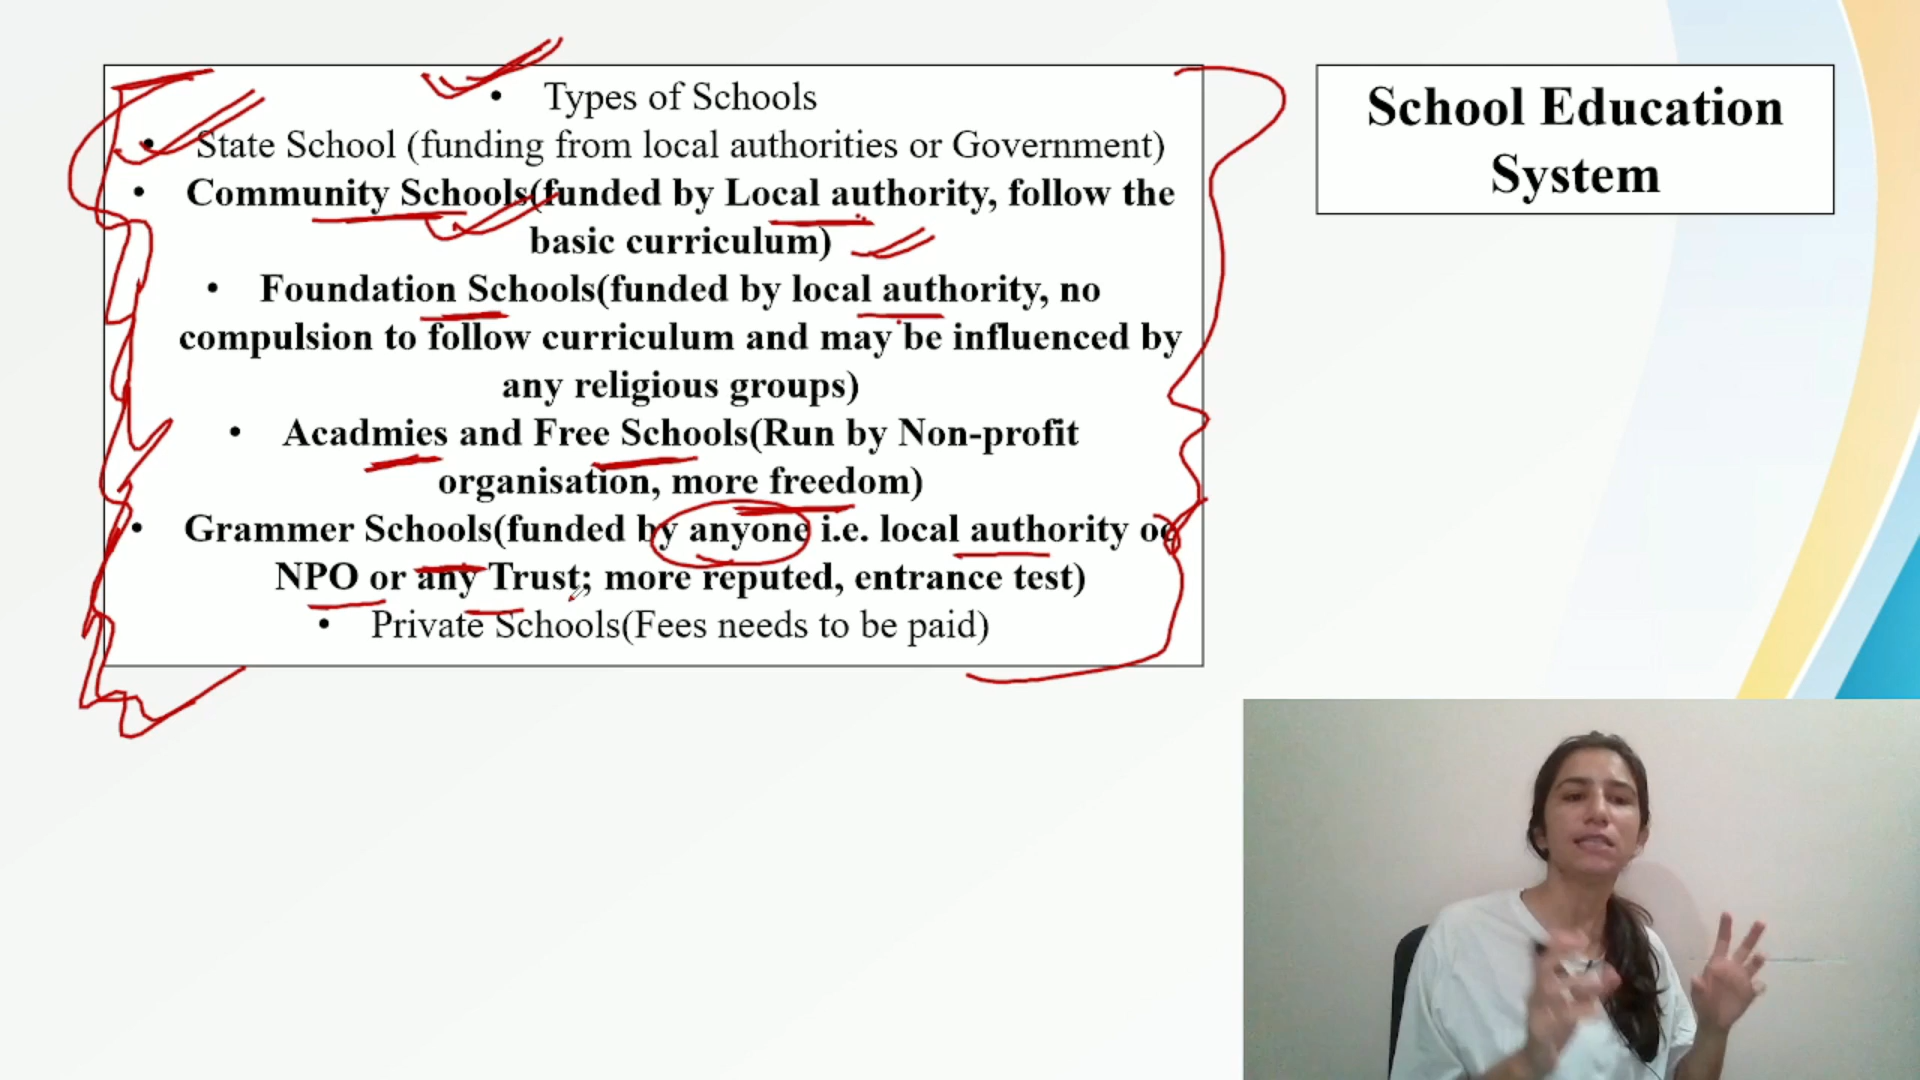 • Types of Schools
• State School (funding from local authorities or Government)
• Community Schools(funded by Local authority, follow the
basic curriculum)
• Foundation Schools(funded by local authority, no
compulsion to follow curriculum and may be influenced by
any religious groups)
• Acadmies and Free Schools(Run by Non-profit
organisation, more freedom)
• Grammer Schools(funded by anyone i.e. local authority or
NPO or any Trust; more reputed, entrance test)
• Private Schools(Fees needs to be paid)
School Education
System